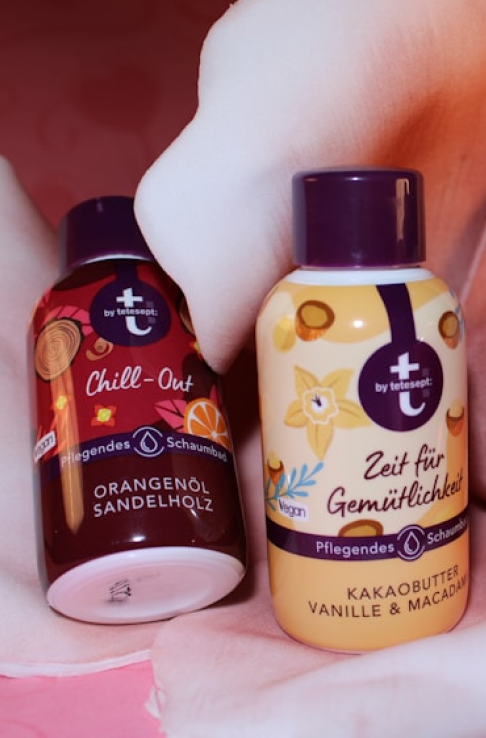 t
by tetesept:
Chill-Out
vegan
Pflegendes Schaumbad
ORANGENÖL
SANDELHOLZ
t
by tetesept:
Zeit für
Gemütlichkeit
Vegan
Pflegendes Schaumba
KAKAOBUTTER
VANILLE & MACADAM